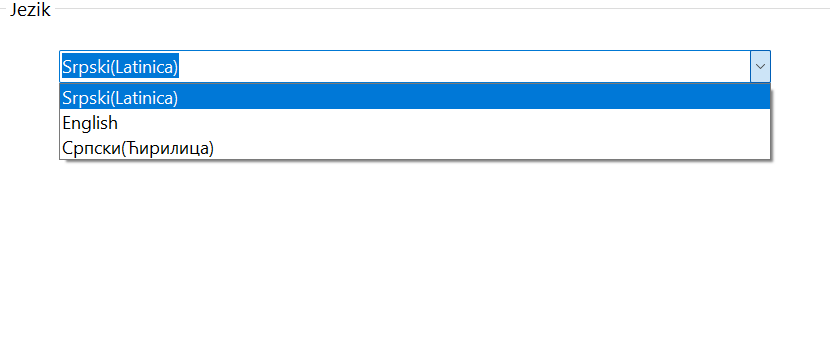 Jezik
Srpski(Latinica)
Srpski(Latinica)
English
Српски(Ћирилица)